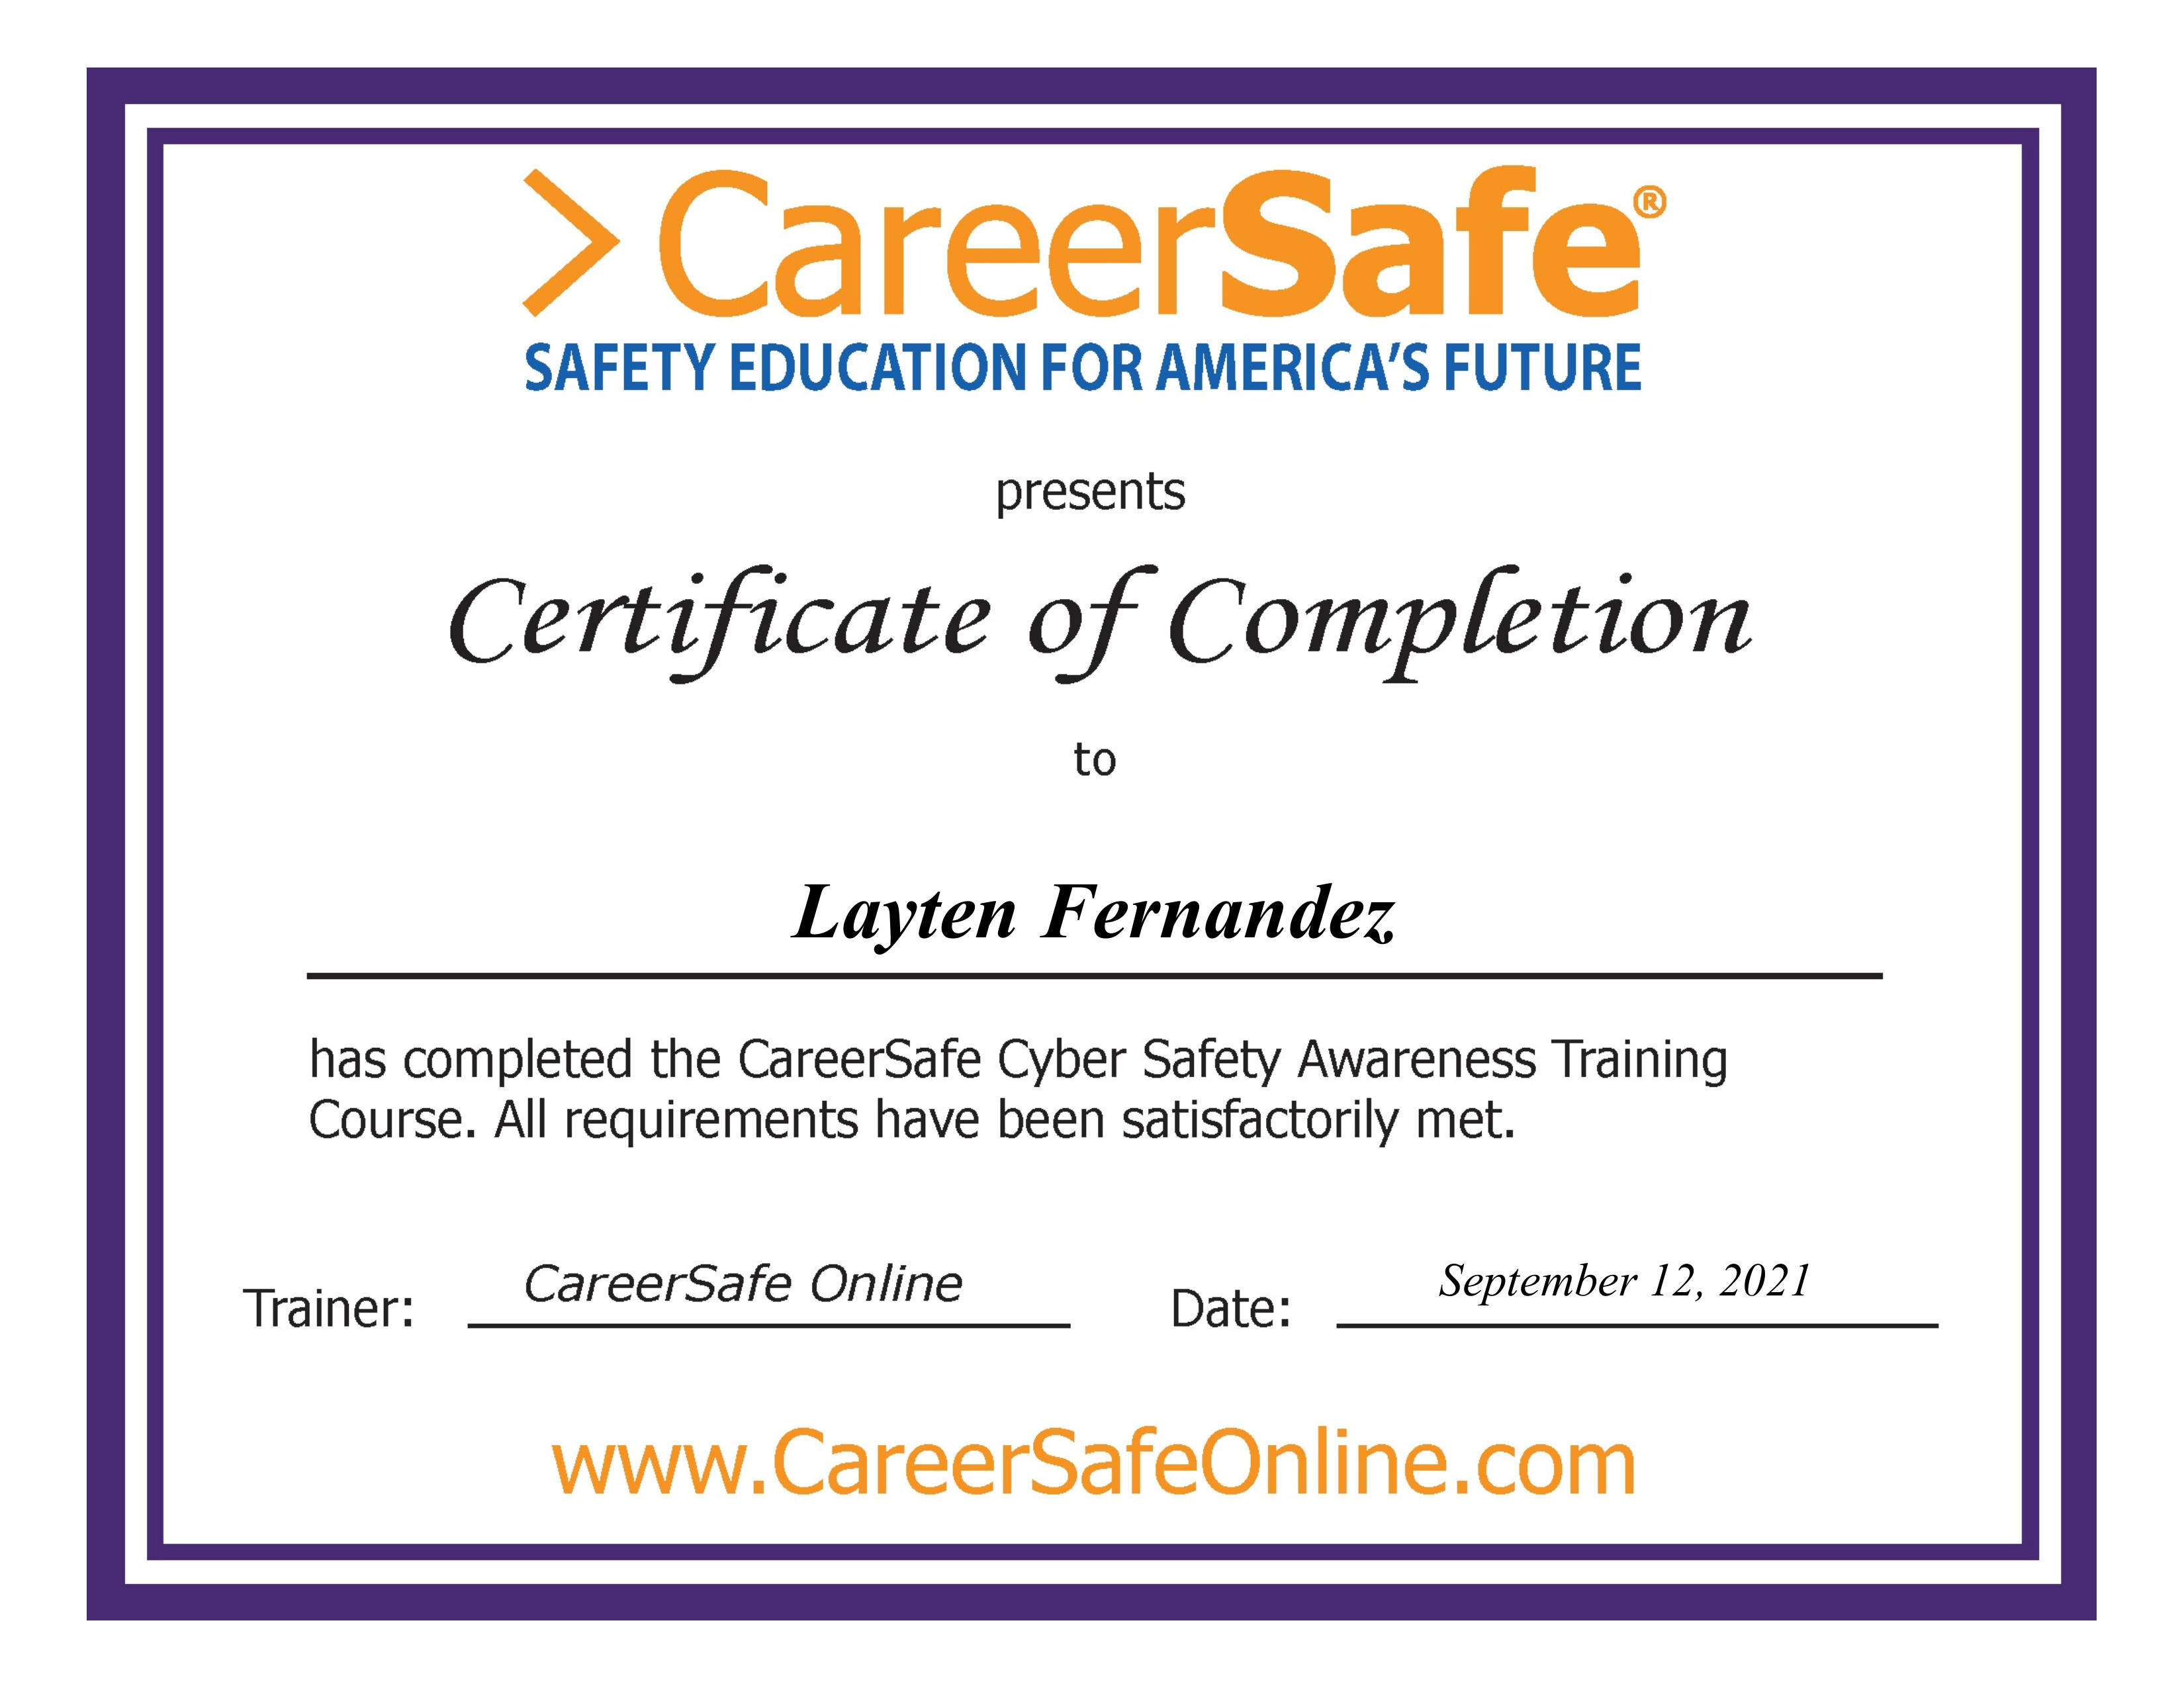 >CareerSafe®
SAFETY EDUCATION FOR AMERICA'S FUTURE
presents
Certificate of Completion
to
Layten Fernandez
has completed the CareerSafe Cyber Safety Awareness Training
Course. All requirements have been satisfactorily met.
Trainer: CareerSafe Online Date: September 12, 2021
www.CareerSafeOnline.com